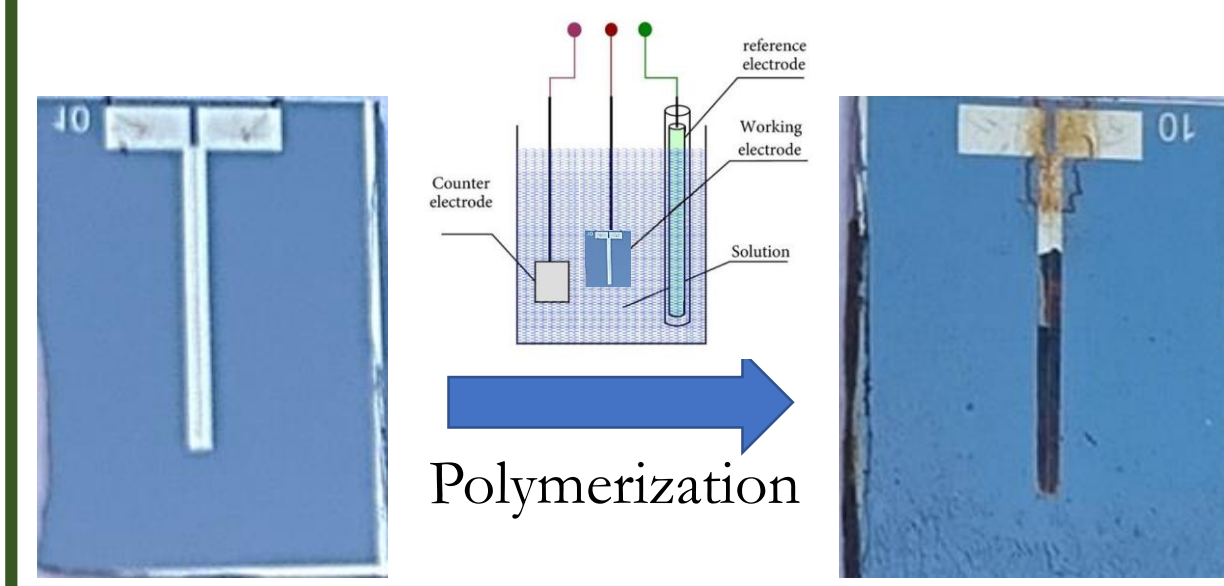 10
reference
electrode
Working
electrode
Counter
electrode
Solution
Polymerization
10